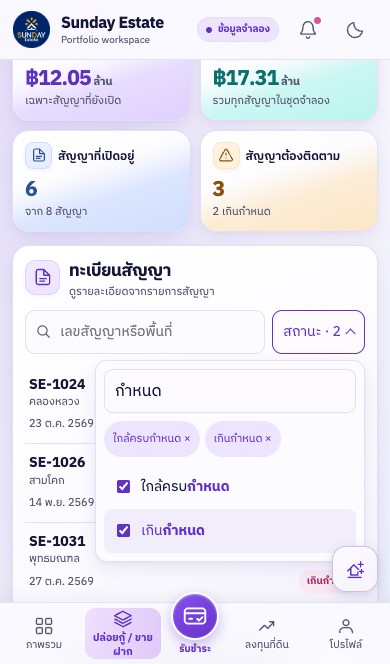 SUNDAY
Estate
Sunday Estate
Portfolio workspace
ข้อมูลจำลอง
฿12.05 ล้าน
เฉพาะสัญญาที่ยังเปิด
฿17.31 ล้าน
รวมทุกสัญญาในชุดจำลอง
สัญญาที่เปิดอยู่
6
จาก 8 สัญญา
สัญญาต้องติดตาม
3
2 เกินกำหนด
ทะเบียนสัญญา
ดูรายละเอียดจากรายการสัญญา
เลขสัญญาหรือพื้นที่
สถานะ · 2
กำหนด
ใกล้ครบกำหนด ×
เกินกำหนด ×
ใกล้ครบกำหนด
เกินกำหนด
SE-1024
คลองหลวง
23 ต.ค. 2569
SE-1026
สามโคก
14 พ.ย. 2569
SE-1031
พุทธมณฑล
27 ต.ค. 2569
ภาพรวม
ปล่อยกู้ / ขาย
ฝาก
รับชำระ
ลงทุนที่ดิน
โปรไฟล์